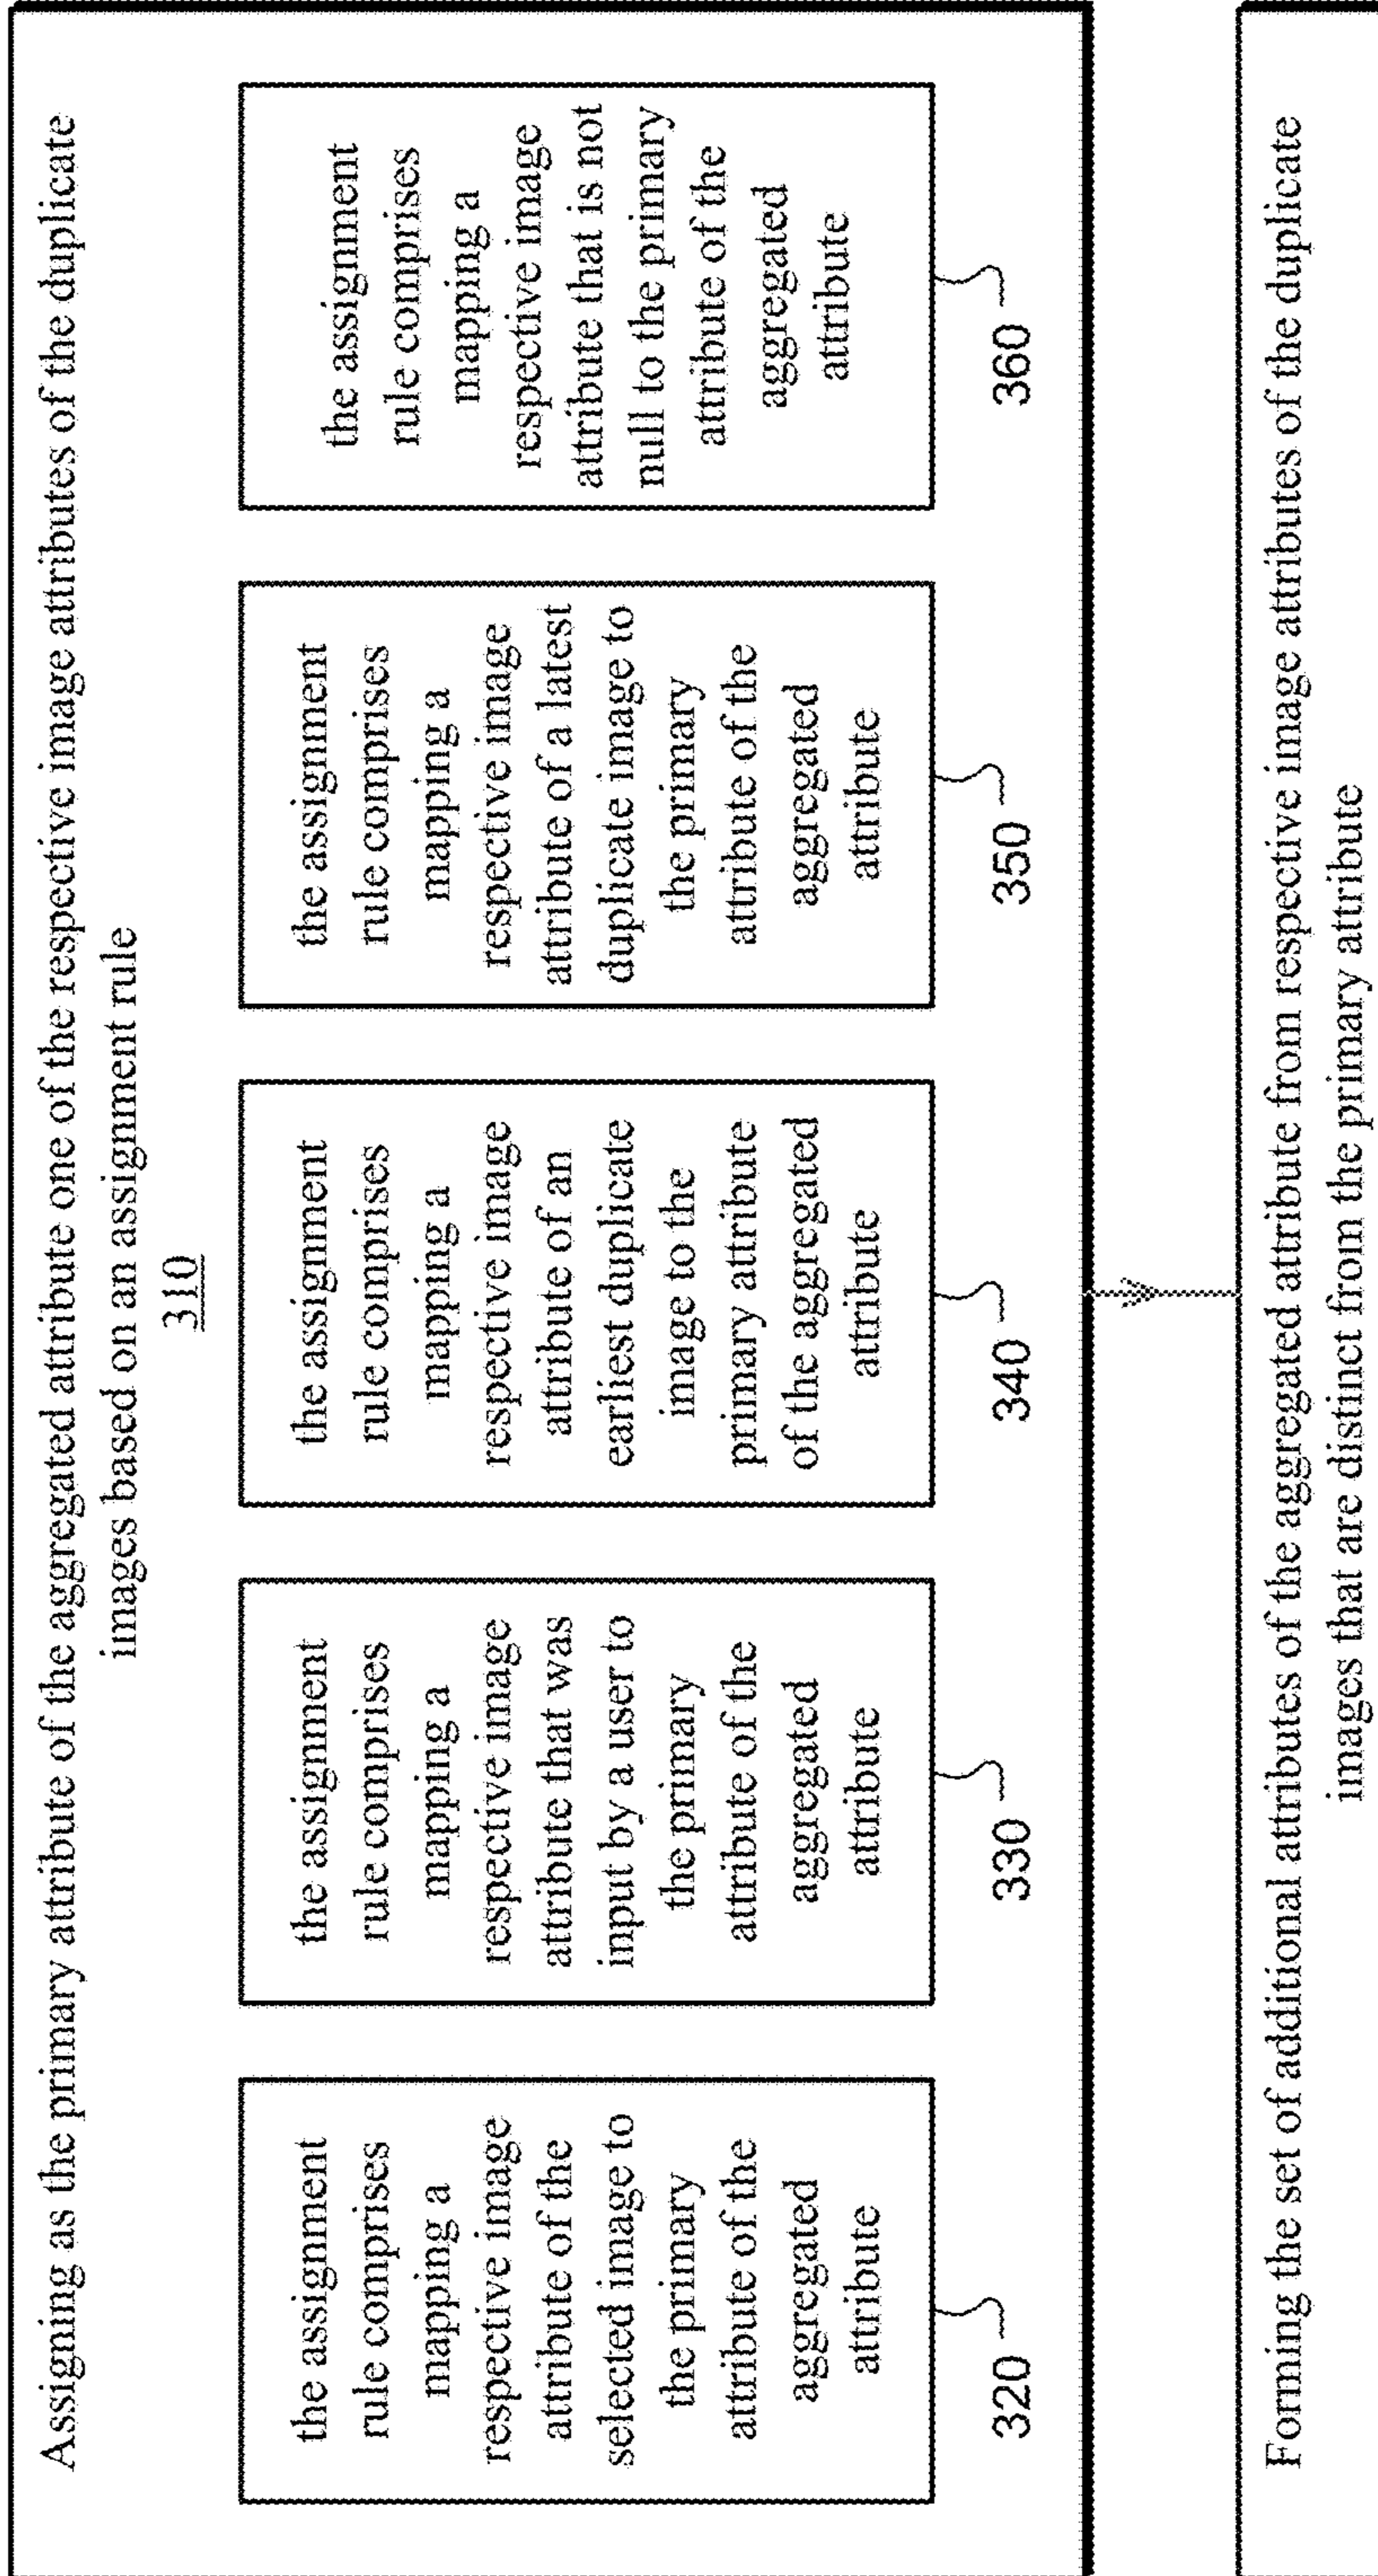 Assigning as the primary attribute of the aggregated attribute one of the respective image attributes of the duplicate
images based on an assignment rule
310
the assignment
rule comprises
mapping a
respective image
attribute of the
selected image to
the primary
attribute of the
aggregated
attribute
320
the assignment
rule comprises
mapping a
respective image
attribute that was
input by a user to
the primary
attribute of the
aggregated
attribute
330
the assignment
rule comprises
mapping a
respective image
attribute of an
earliest duplicate
image to the
primary attribute
of the aggregated
attribute
340
the assignment
rule comprises
mapping a
respective image
attribute of a latest
duplicate image to
the primary
attribute of the
aggregated
attribute
350
the assignment
rule comprises
mapping a
respective image
attribute that is not
null to the primary
attribute of the
aggregated
attribute
360
Forming the set of additional attributes of the aggregated attribute from respective image attributes of the duplicate
images that are distinct from the primary attribute